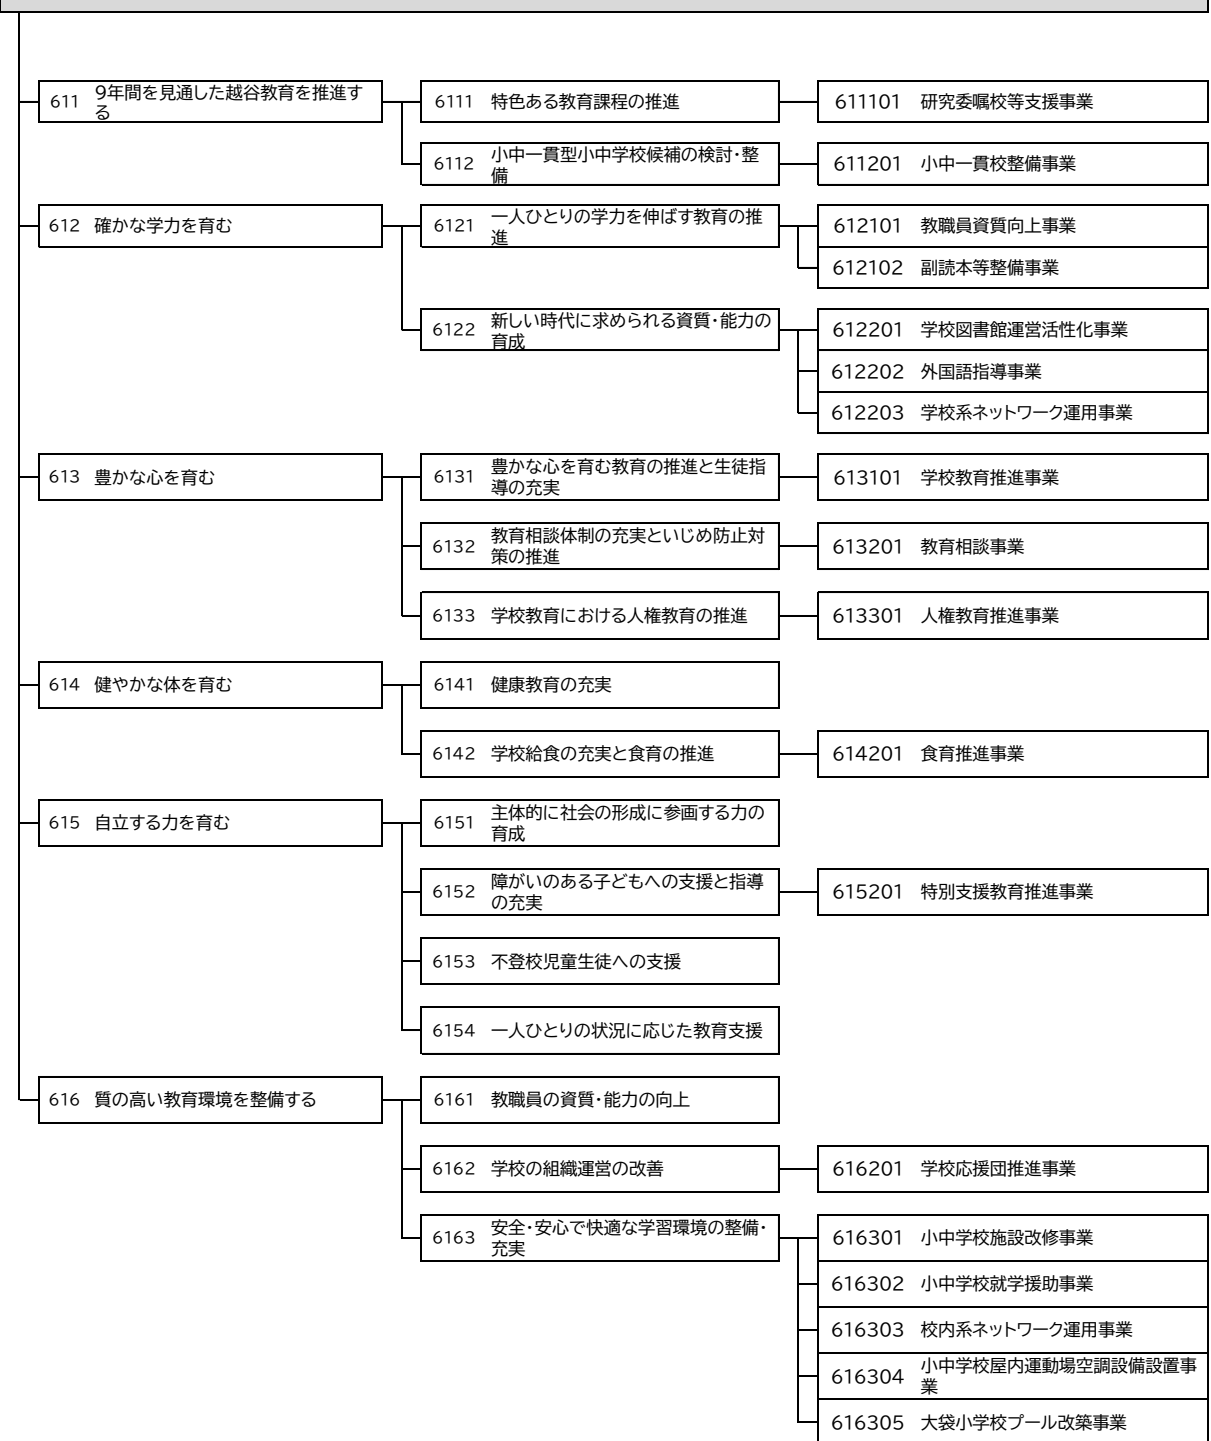 611 9年間を見通した越谷教育を推進す
る
6111 特色ある教育課程の推進
611101 研究委嘱校等支援事業
6112 小中一貫型小中学校候補の検討・整
備
611201 小中一貫校整備事業
612 確かな学力を育む
6121 一人ひとりの学力を伸ばす教育の推
進
612101 教職員資質向上事業
612102 副読本等整備事業
6122 新しい時代に求められる資質・能力の
育成
612201 学校図書館運営活性化事業
612202 外国語指導事業
612203 学校系ネットワーク運用事業
613 豊かな心を育む
6131 豊かな心を育む教育の推進と生徒指
導の充実
613101 学校教育推進事業
6132 教育相談体制の充実といじめ防止対
策の推進
613201 教育相談事業
6133 学校教育における人権教育の推進
613301 人権教育推進事業
614 健やかな体を育む
6141 健康教育の充実
6142 学校給食の充実と食育の推進
614201 食育推進事業
615 自立する力を育む
6151 主体的に社会の形成に参画する力の
育成
6152 障がいのある子どもへの支援と指導
の充実
615201 特別支援教育推進事業
6153 不登校児童生徒への支援
6154 一人ひとりの状況に応じた教育支援
616 質の高い教育環境を整備する
6161 教職員の資質・能力の向上
6162 学校の組織運営の改善
616201 学校応援団推進事業
6163 安全・安心で快適な学習環境の整備・
充実
616301 小中学校施設改修事業
616302 小中学校就学援助事業
616303 校内系ネットワーク運用事業
616304 小中学校屋内運動場空調設備設置事
業
616305 大袋小学校プール改築事業